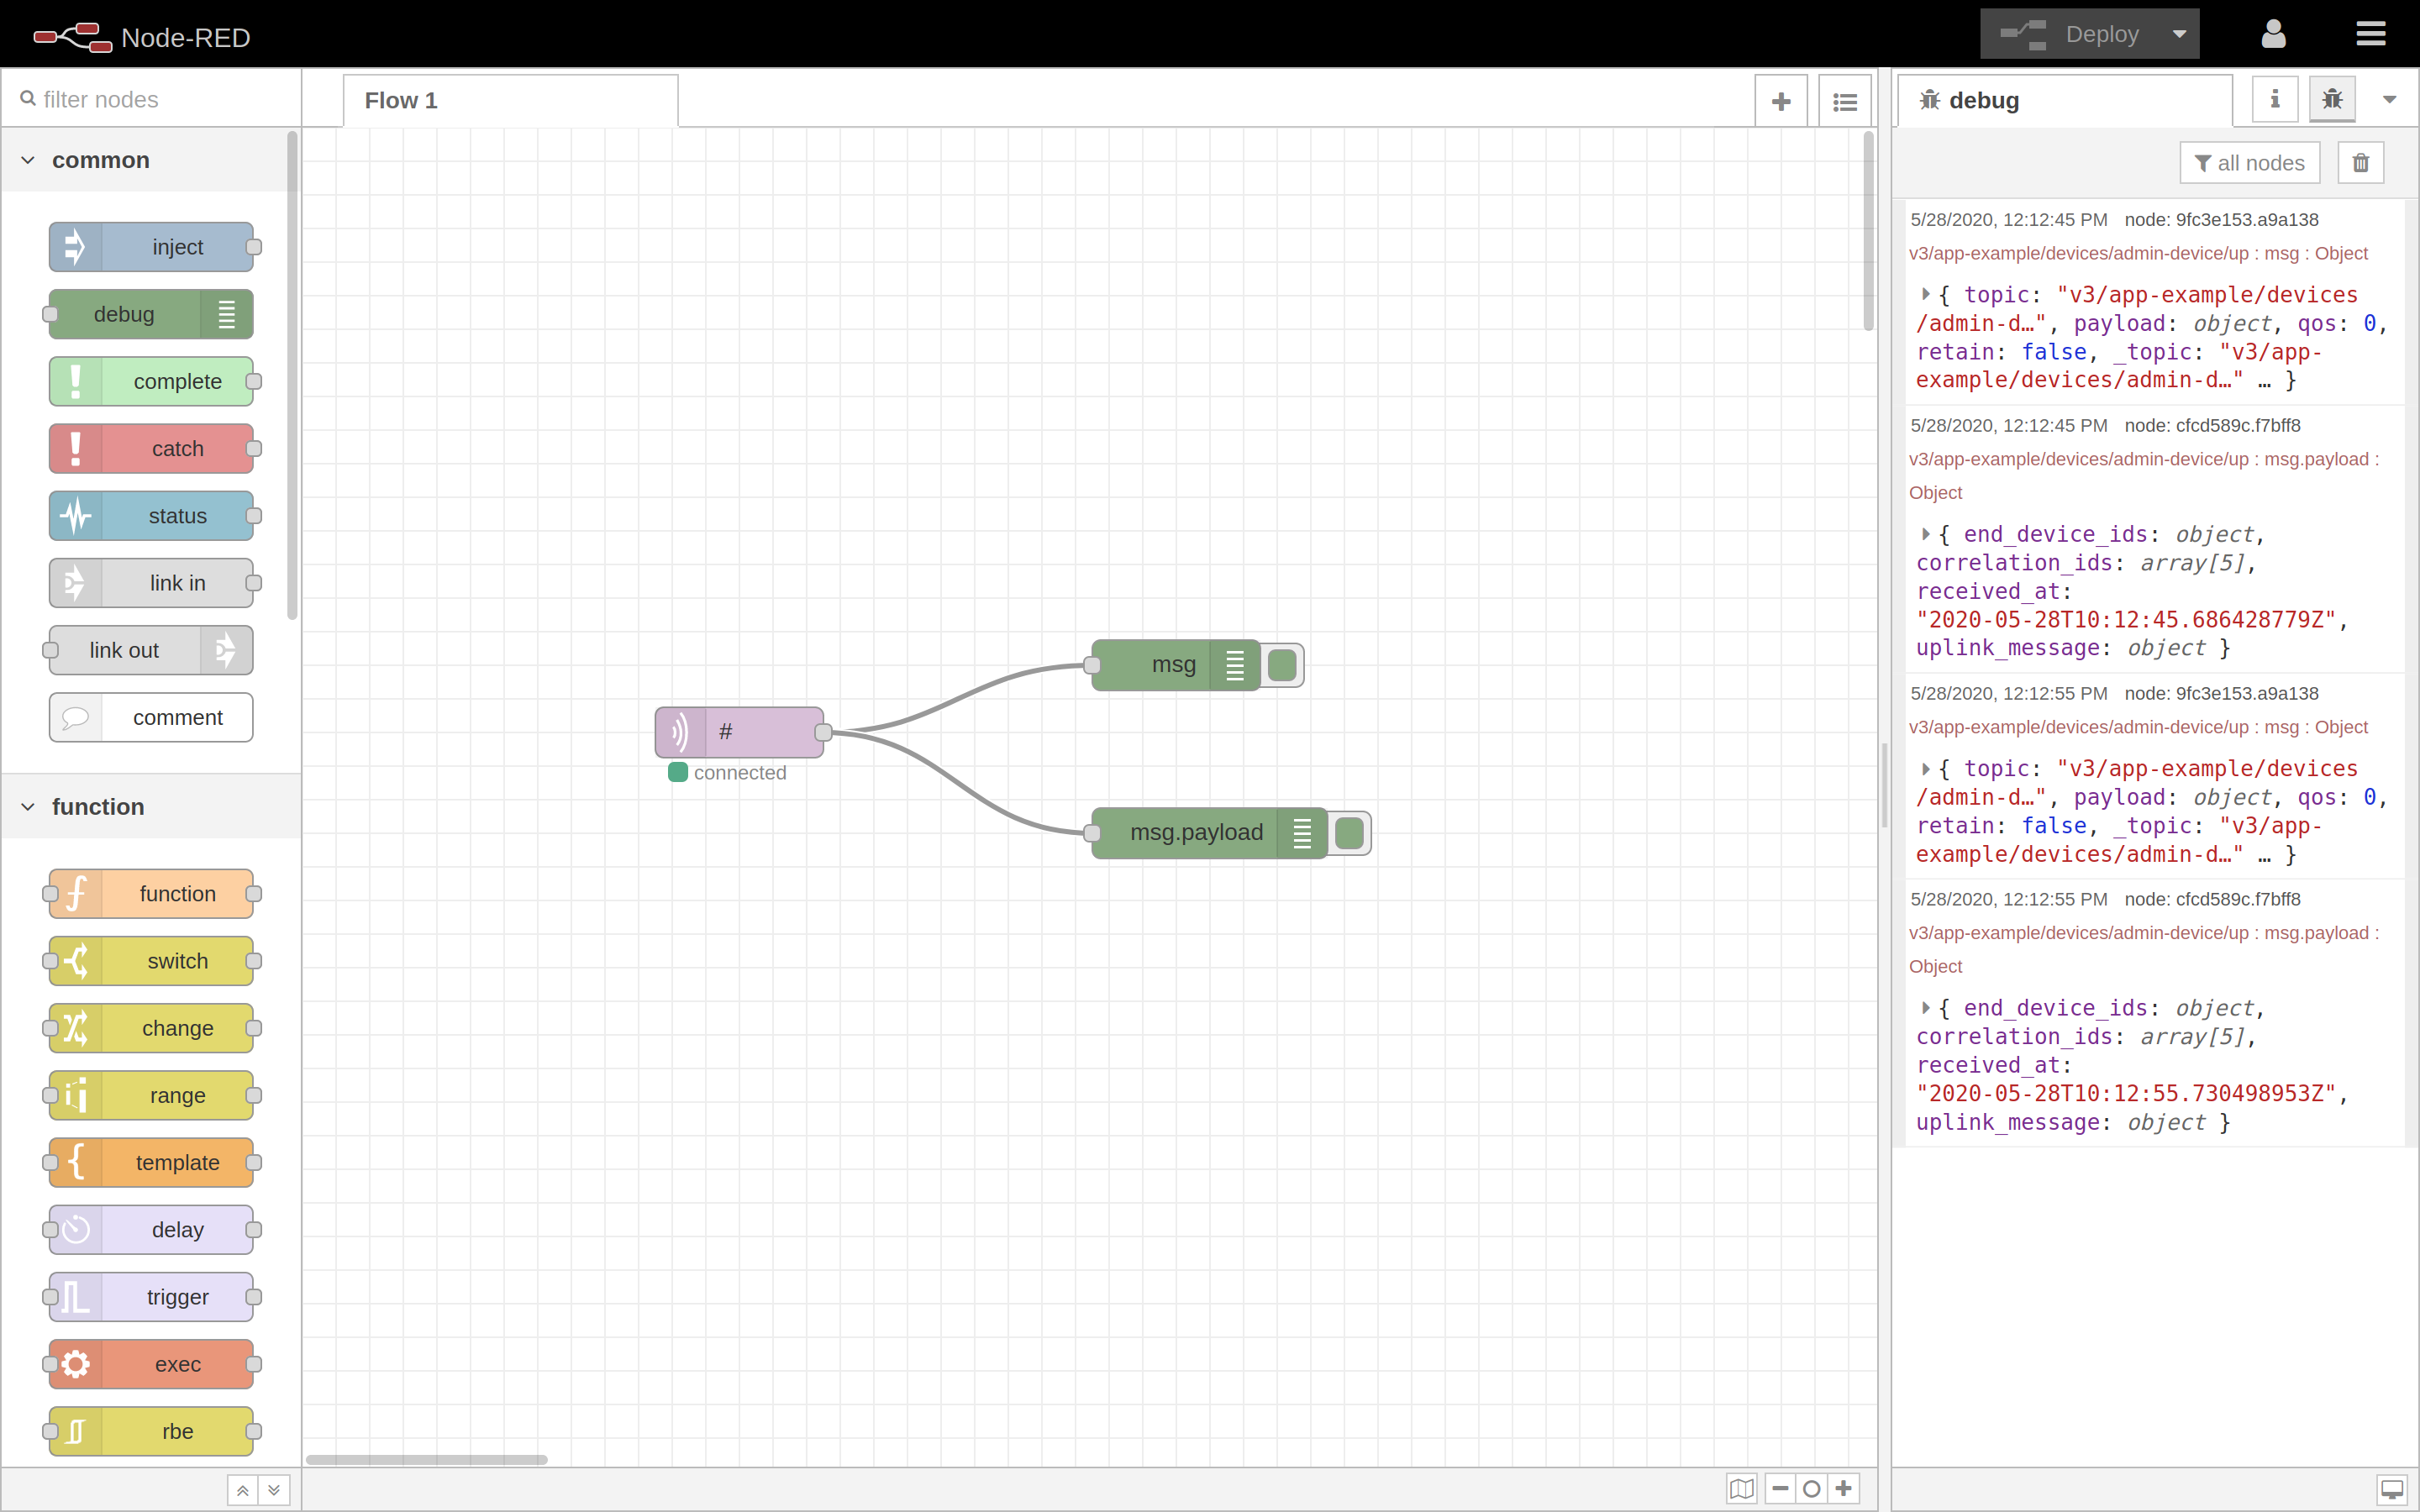 Node-RED
Deploy
filter nodes
common
inject
debug
complete
catch
status
link in
link out
comment
function
function
switch
change
range
template
delay
trigger
exec
rbe
Flow 1
#
connected
msg
msg.payload
debug
all nodes
5/28/2020, 12:12:45 PM node: 9fc3e153.a9a138
v3/app-example/devices/admin-device/up : msg : Object
{ topic: "v3/app-example/devices
/admin-d…", payload: object, qos: 0,
retain: false, _topic: "v3/app-
example/devices/admin-d…" … }
5/28/2020, 12:12:45 PM node: cfcd589c.f7bff8
v3/app-example/devices/admin-device/up : msg.payload :
Object
{ end_device_ids: object,
correlation_ids: array[5],
received_at:
"2020-05-28T10:12:45.686428779Z",
uplink_message: object }
5/28/2020, 12:12:55 PM node: 9fc3e153.a9a138
v3/app-example/devices/admin-device/up : msg : Object
{ topic: "v3/app-example/devices
/admin-d…", payload: object, qos: 0,
retain: false, _topic: "v3/app-
example/devices/admin-d…" … }
5/28/2020, 12:12:55 PM node: cfcd589c.f7bff8
v3/app-example/devices/admin-device/up : msg.payload :
Object
{ end_device_ids: object,
correlation_ids: array[5],
received_at:
"2020-05-28T10:12:55.730498953Z",
uplink_message: object }